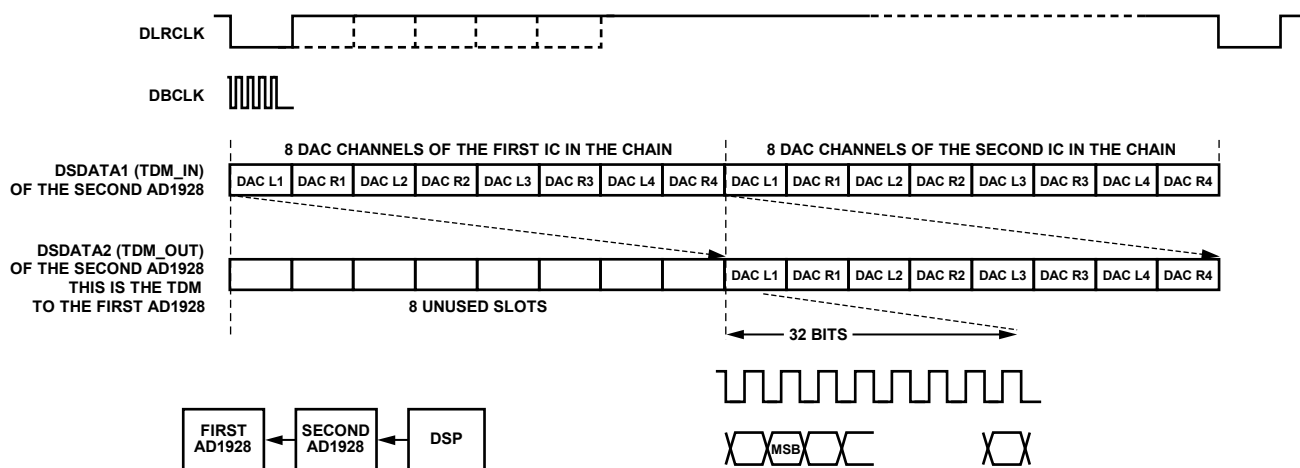 DLRCLK
DBCLK
8 DAC CHANNELS OF THE FIRST IC IN THE CHAIN
8 DAC CHANNELS OF THE SECOND IC IN THE CHAIN
DSDATA1 (TDM_IN)
OF THE SECOND AD1928
DAC L1 DAC R1 DAC L2 DAC R2 DAC L3 DAC R3 DAC L4 DAC R4 DAC L1 DAC R1 DAC L2 DAC R2 DAC L3 DAC R3 DAC L4 DAC R4
DSDATA2 (TDM_OUT)
OF THE SECOND AD1928
THIS IS THE TDM
TO THE FIRST AD1928
DAC L1 DAC R1 DAC L2 DAC R2 DAC L3 DAC R3 DAC L4 DAC R4
8 UNUSED SLOTS
32 BITS
FIRST
AD1928
SECOND
AD1928
DSP
MSB